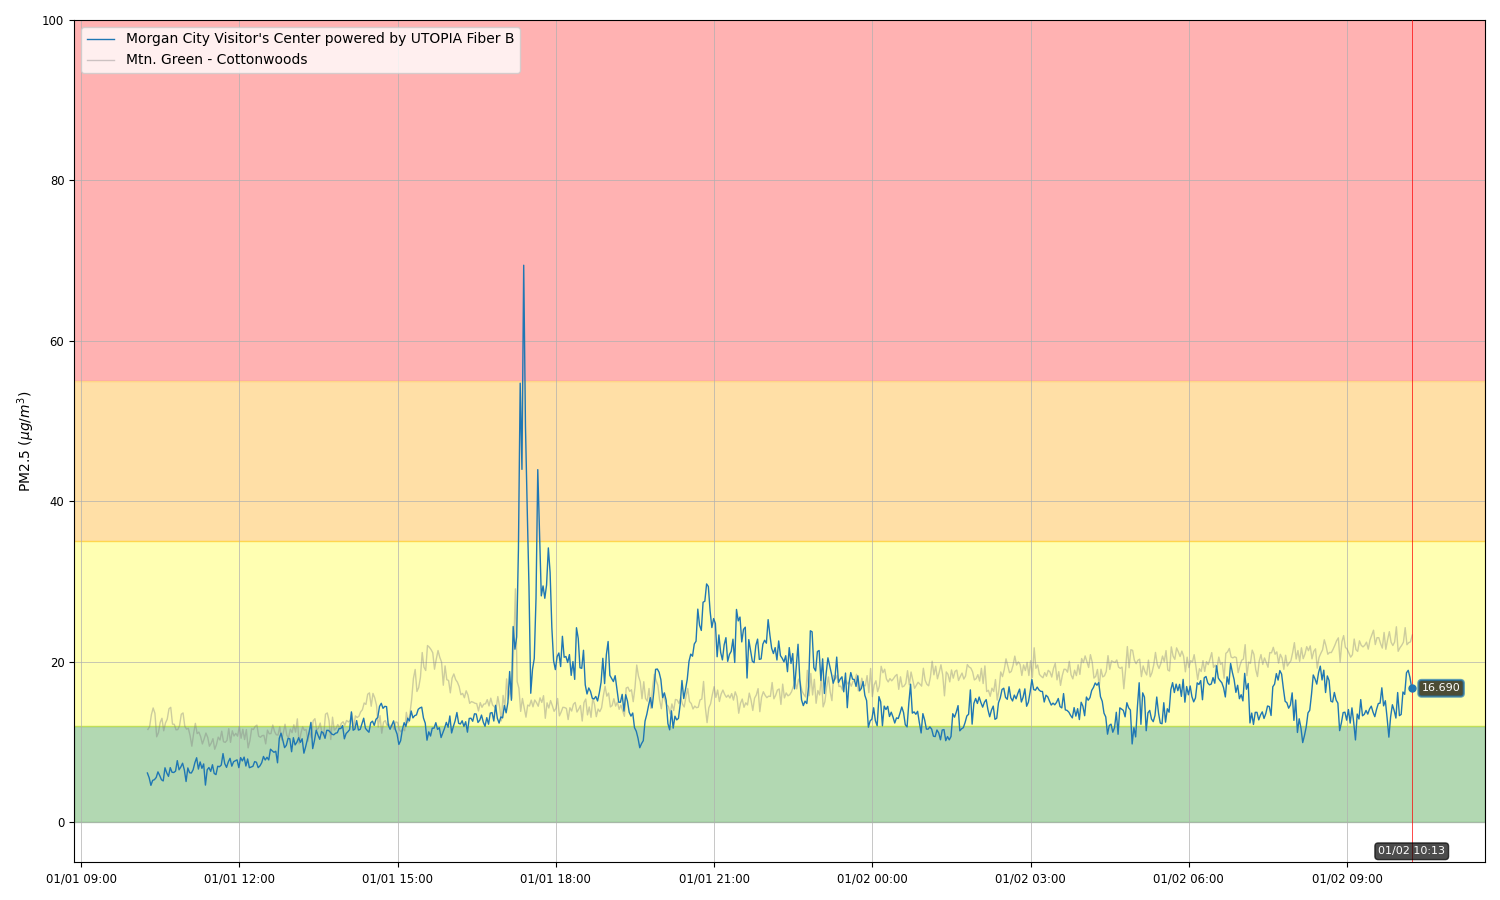 100
Morgan City Visitor's Center powered by UTOPIA Fiber B
Mtn. Green - Cottonwoods
80
60
40
20
0
PM2.5 (μg/m³)
16.690
01/02 10:13
01/01 09:00 01/01 12:00 01/01 15:00 01/01 18:00 01/01 21:00 01/02 00:00 01/02 03:00 01/02 06:00 01/02 09:00